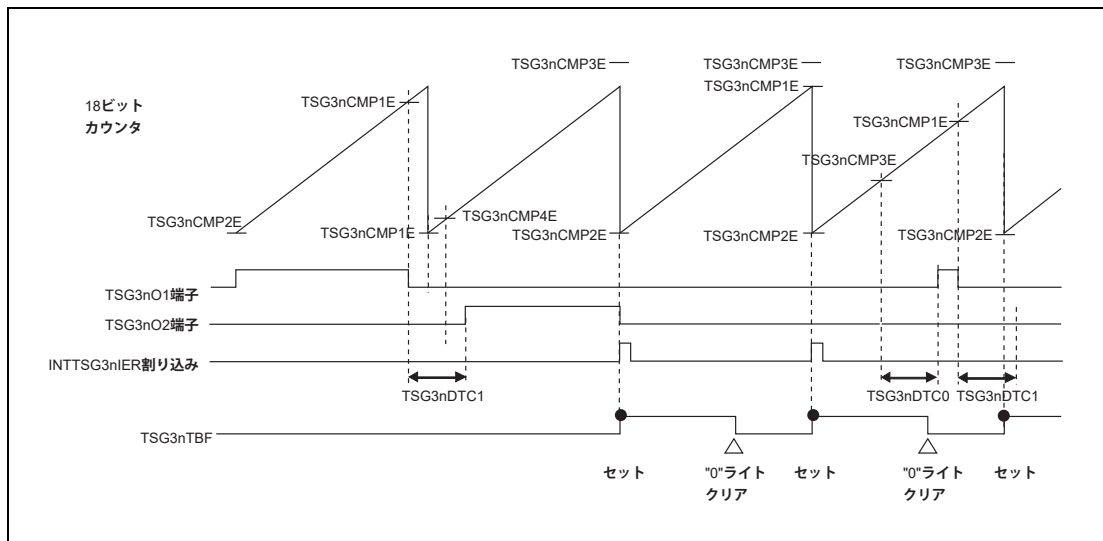 TSG3nCMP3E
TSG3nCMP3E
TSG3nCMP3E
TSG3nCMP1E
18ビット
カウンタ
TSG3nCMP1E
TSG3nCMP1E
TSG3nCMP3E
TSG3nCMP2E
TSG3nCMP4E
TSG3nCMP1E
TSG3nCMP2E
TSG3nCMP2E
TSG3nCMP2E
TSG3nO1端子
TSG3nO2端子
INTTSG3nIER割り込み
TSG3nDTC1
TSG3nDTC0
TSG3nDTC1
TSG3nTBF
セット
"0"ライト
クリア
セット
"0"ライト
クリア
セット